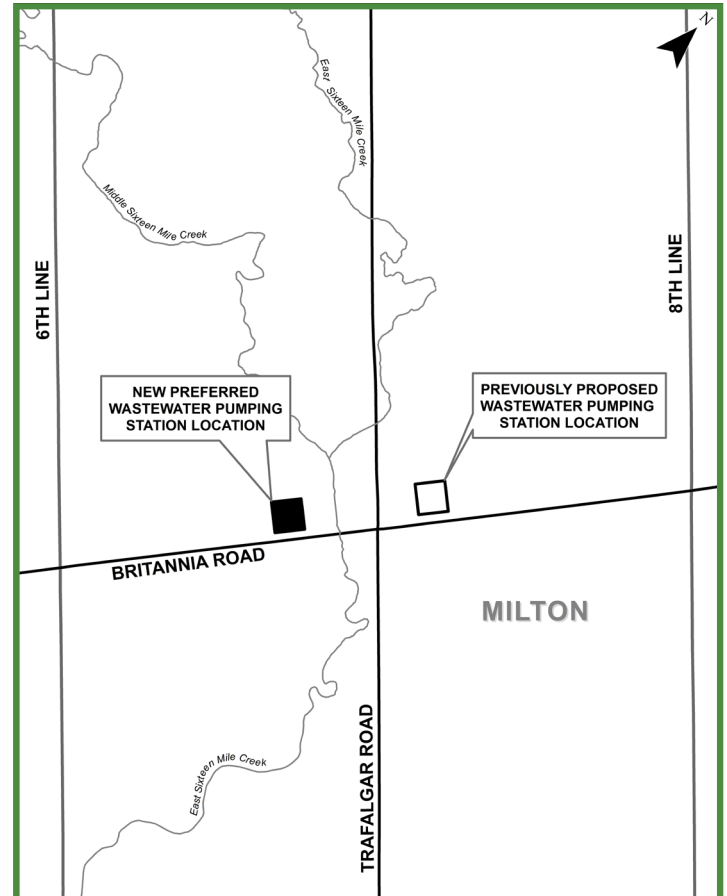 N
East Sixteen Mile Creek
Middle Sixteen Mile Creek
6TH LINE
8TH LINE
NEW PREFERRED
WASTEWATER PUMPING
STATION LOCATION
PREVIOUSLY PROPOSED
WASTEWATER PUMPING
STATION LOCATION
BRITANNIA ROAD
MILTON
TRAFALGAR ROAD
East Sixteen Mile Creek